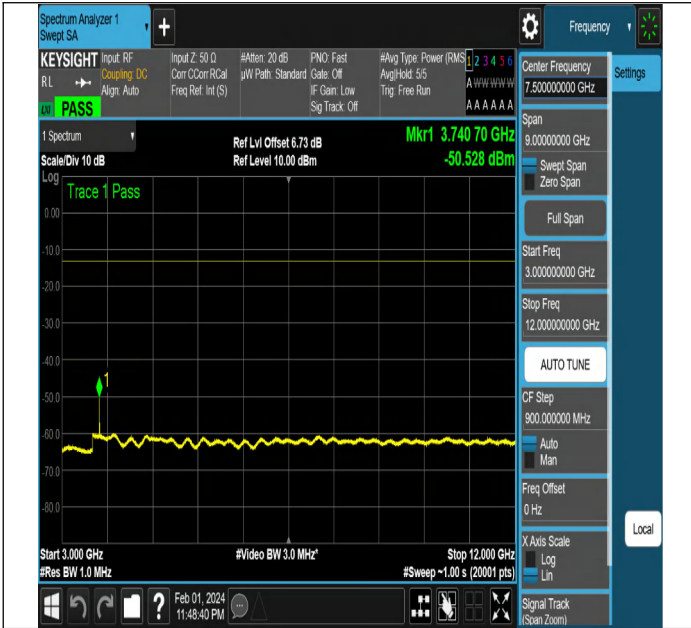 Spectrum Analyzer 1
Swept SA
+
Frequency
KEYSIGHT
RL
LXI PASS
Input: RF
Coupling: DC
Align: Auto
Input Z: 50 Ω
Corr CCorr RCal
Freq Ref: Int (S)
#Atten: 20 dB
µW Path: Standard
PNO: Fast
Gate: Off
IF Gain: Low
Sig Track: Off
#Avg Type: Power (RMS
Avg|Hold: 5/5
Trig: Free Run
1 2 3 4 5 6
A W W W W W
A A A A A A
1 Spectrum
Scale/Div 10 dB
Log
Ref Lvl Offset 6.73 dB
Ref Level 10.00 dBm
Mkr1 3.740 70 GHz
-50.528 dBm
Trace 1 Pass
0.00
-10.0
-20.0
-30.0
-40.0
-50.0
-60.0
-70.0
-80.0
1
Start 3.000 GHz
#Res BW 1.0 MHz
#Video BW 3.0 MHz*
Stop 12.000 GHz
#Sweep ~1.00 s (20001 pts)
Feb 01, 2024
11:48:40 PM
?
Center Frequency
7.50000000 GHz
Settings
Span
9.00000000 GHz
Swept Span
Zero Span
Full Span
Start Freq
3.000000000 GHz
Stop Freq
12.000000000 GHz
AUTO TUNE
CF Step
900.000000 MHz
Auto
Man
Freq Offset
0 Hz
X Axis Scale
Log
Lin
Signal Track
(Span Zoom)
Local